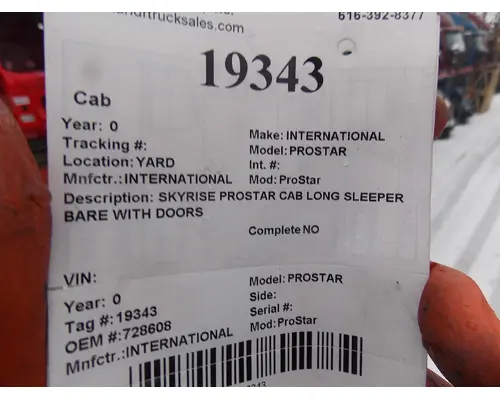 616-392-8377
trucksales.com
19343
Cab
Year: 0
Tracking #:
Location: YARD
Mnfctr.: INTERNATIONAL
Make: INTERNATIONAL
Model: PROSTAR
Int. #:
Mod: ProStar
Description: SKYRISE PROSTAR CAB LONG SLEEPER
BARE WITH DOORS
Complete NO
VIN:
Year: 0
Tag #: 19343
OEM #: 728608
Mnfctr.: INTERNATIONAL
Model: PROSTAR
Side:
Serial #:
Mod: ProStar